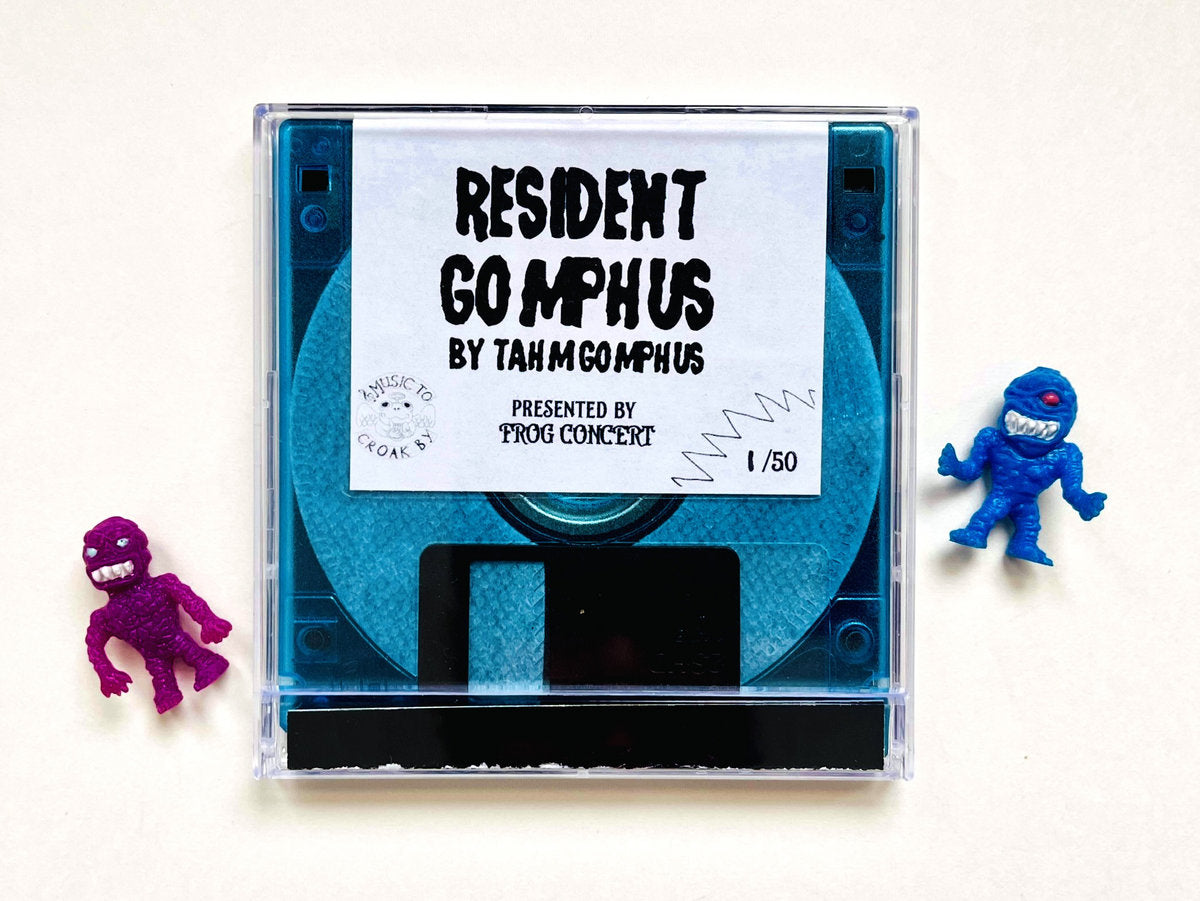 RESIDENT
GOMPHUS
BY TAHMGOMPHUS
MUSIC TO
CROAK BY
PRESENTED BY
FROG CONCERT
1/50